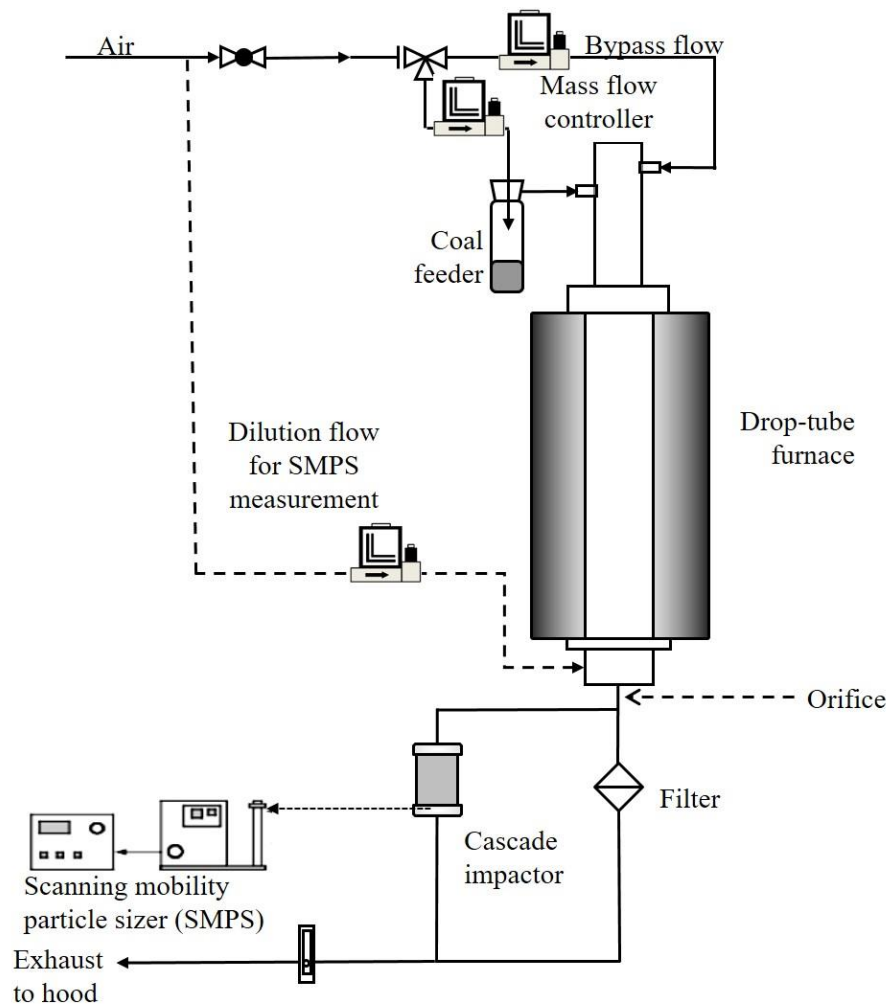 Air
Bypass flow
Mass flow
controller
Coal
feeder
Dilution flow
for SMPS
measurement
Drop-tube
furnace
Orifice
Filter
Cascade
impactor
Scanning mobility
particle sizer (SMPS)
Exhaust
to hood